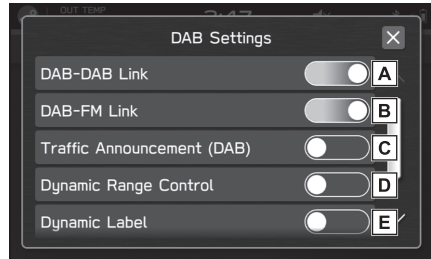 OUT TEMP
DAB Settings
DAB-DAB Link
A
DAB-FM Link
B
Traffic Announcement (DAB)
C
Dynamic Range Control
D
Dynamic Label
E